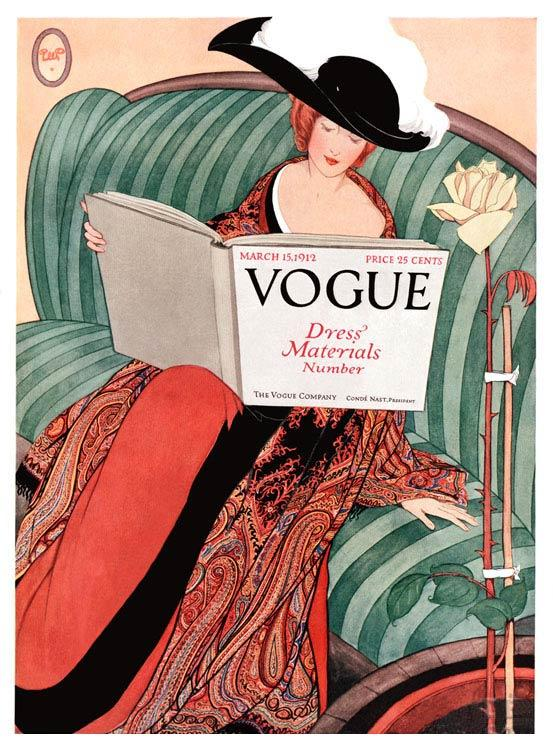 MARCH 15,1912 PRICE 25 CENTS
VOGUE
Dress
Materials
Number
THE VOGUE COMPANY CONDÉ NAST, PRESIDENT